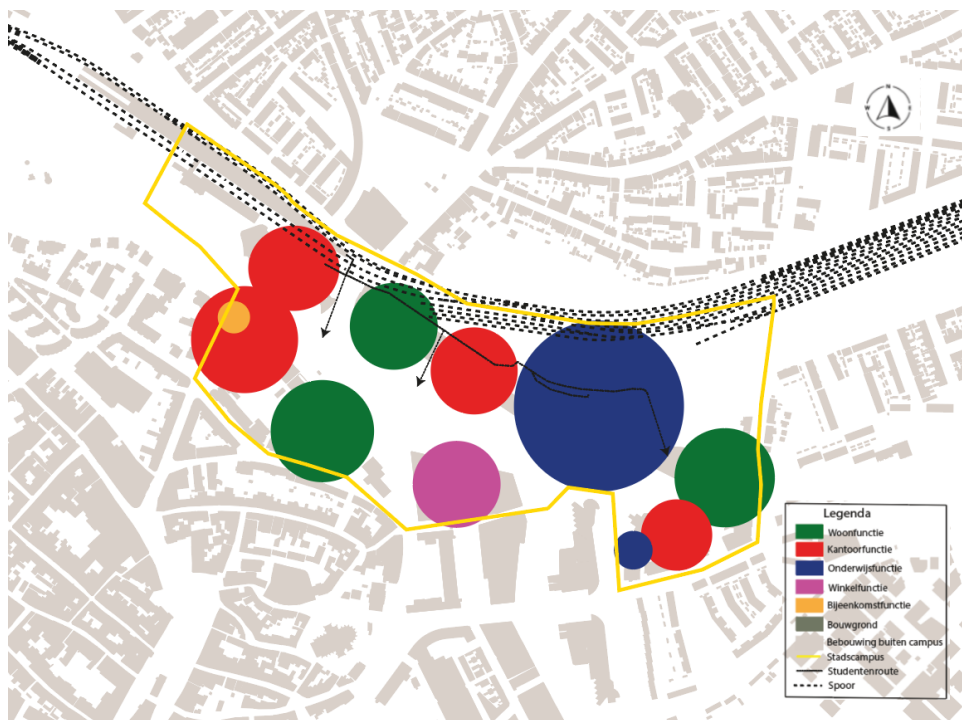 N
W
E
S
Legenda
Woonfunctie
Kantoorfunctie
Onderwijsfunctie
Winkelfunctie
Bijeenkomstfunctie
Bouwgrond
Bebouwing buiten campus
Stadscampus
Studentenroute
Spoor